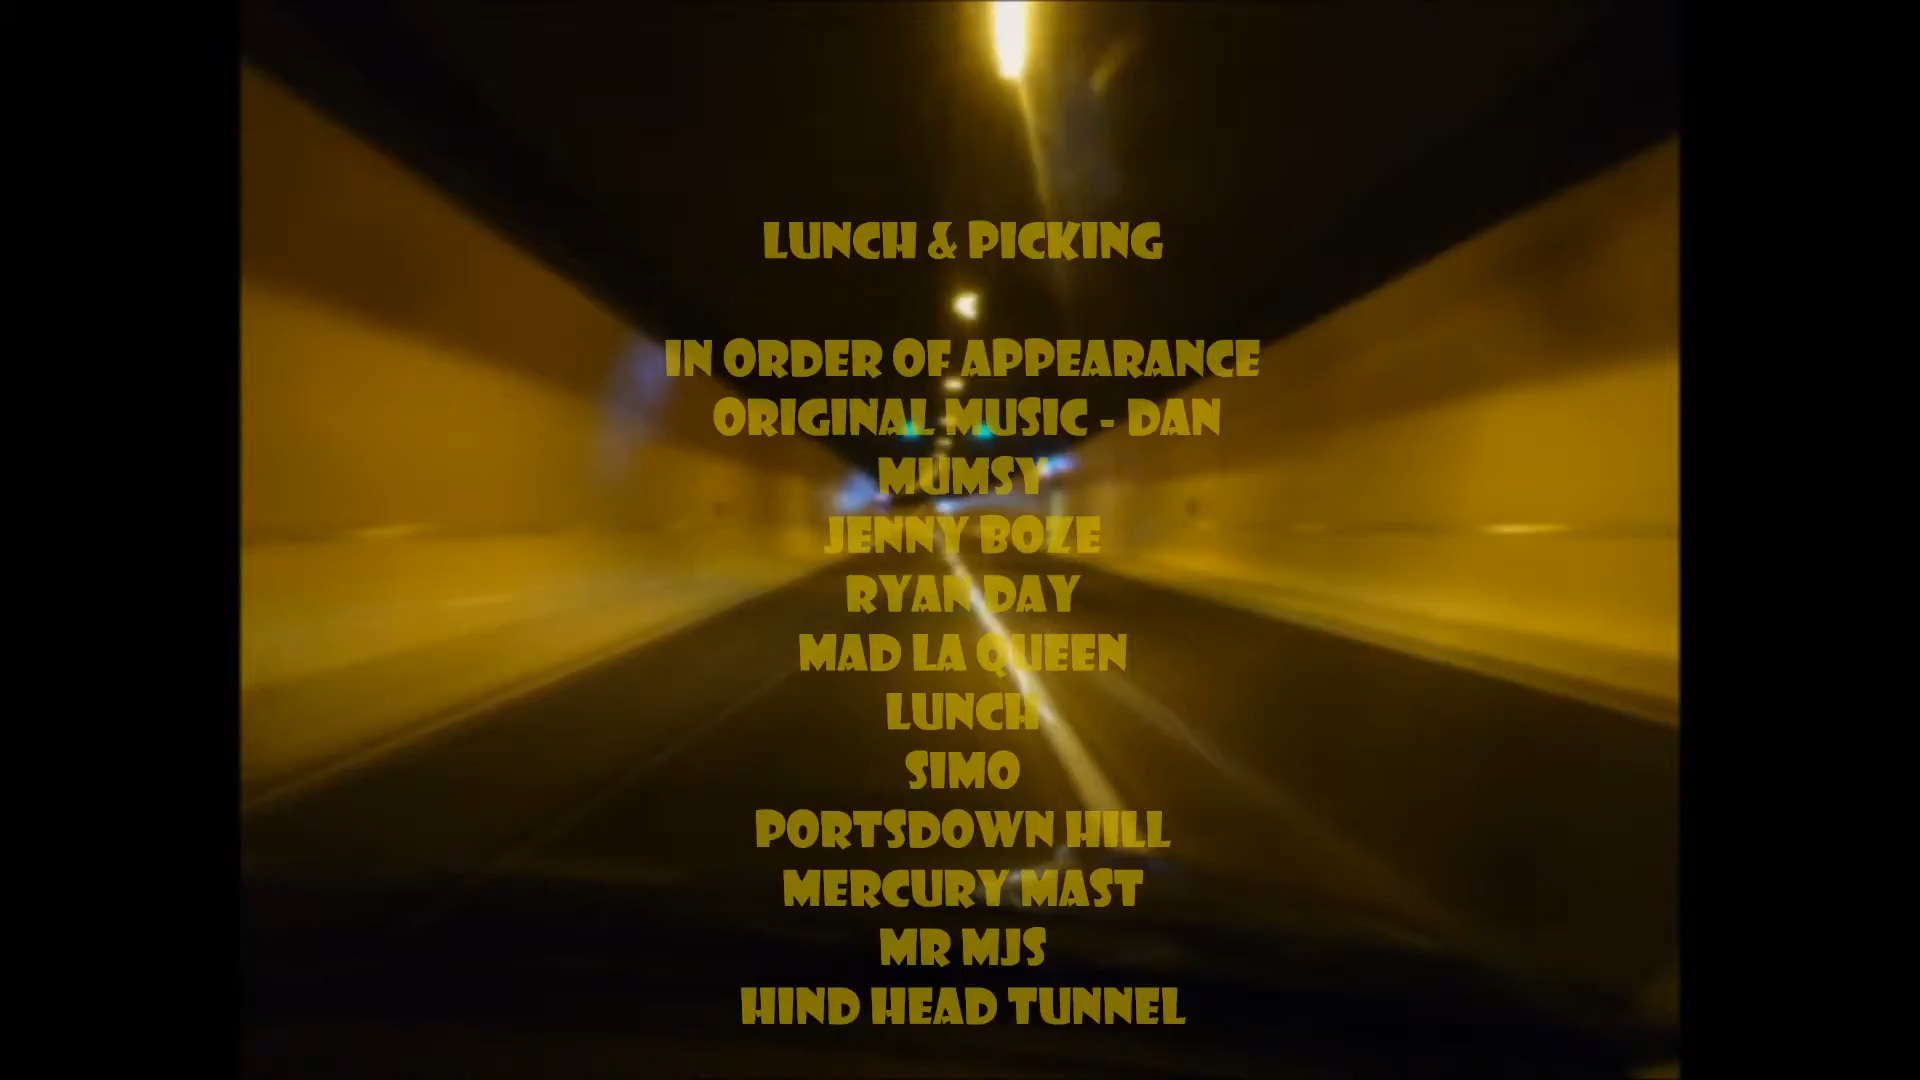 LUNCH & PICKING
IN ORDER OF APPEARANCE
ORIGINAL MUSIC - DAN
MUMSY
JENNY BOZE
RYAN DAY
MAD LA QUEEN
LUNCH
SIMO
PORTSDOWN HILL
MERCURY MAST
MR MJS
HIND HEAD TUNNEL